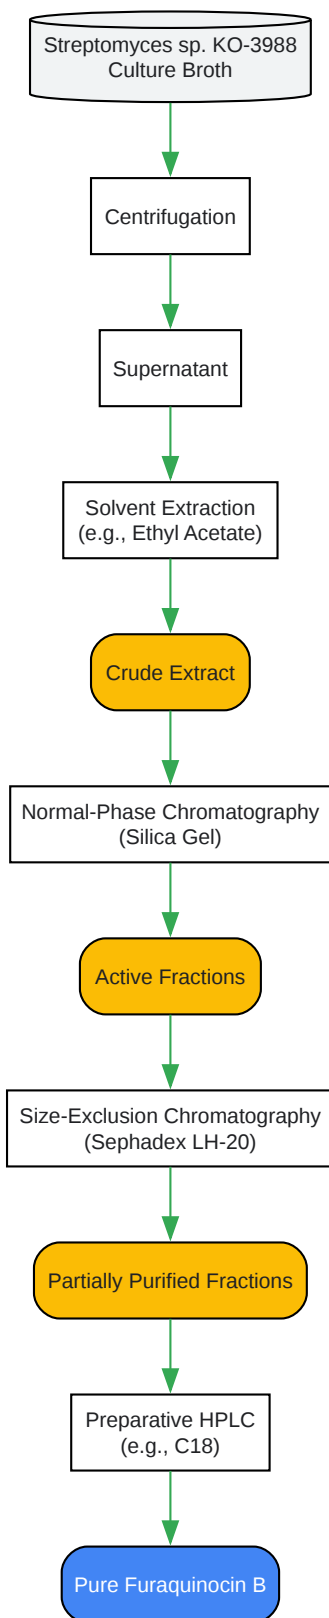 Streptomyces sp. KO-3988
Culture Broth
Centrifugation
Supernatant
Solvent Extraction
(e.g., Ethyl Acetate)
Crude Extract
Normal-Phase Chromatography
(Silica Gel)
Active Fractions
Size-Exclusion Chromatography
(Sephadex LH-20)
Partially Purified Fractions
Preparative HPLC
(e.g., C18)
Pure Furaquinocin B